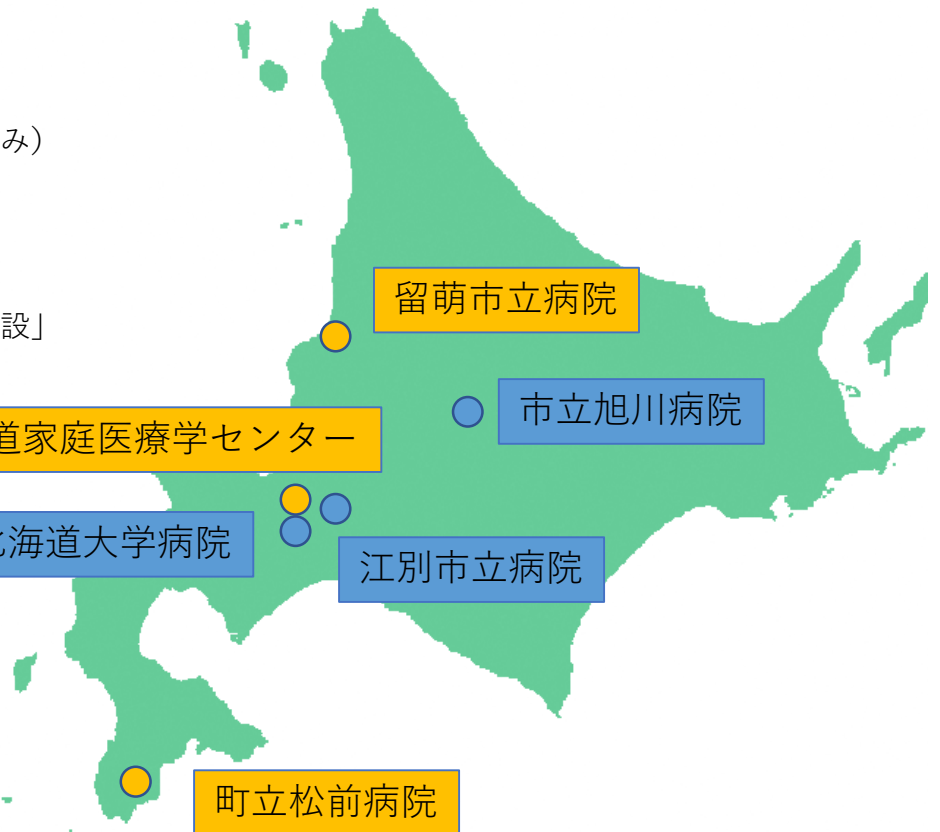 み）
設」
留萌市立病院
市立旭川病院
道家庭医療学センター
北海道大学病院
江別市立病院
町立松前病院